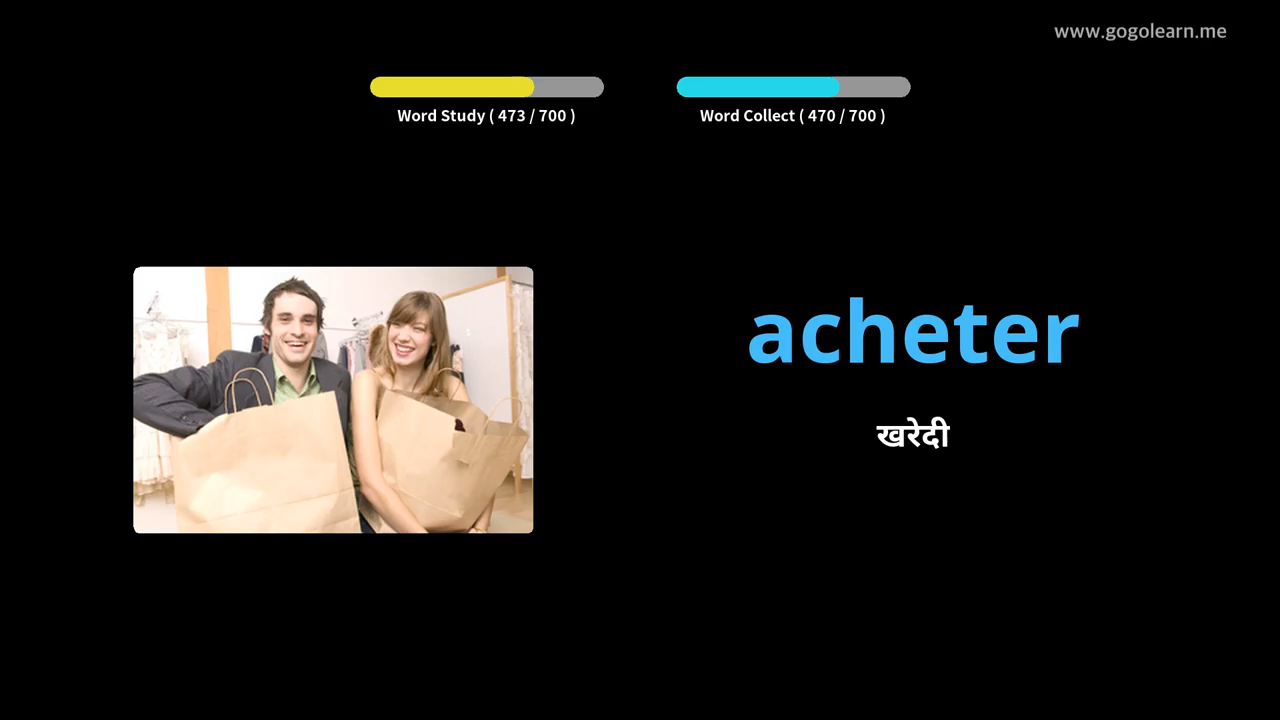 www.gogolearn.me
Word Study ( 473 / 700 )
Word Collect ( 470 / 700 )
acheter
खरेदी